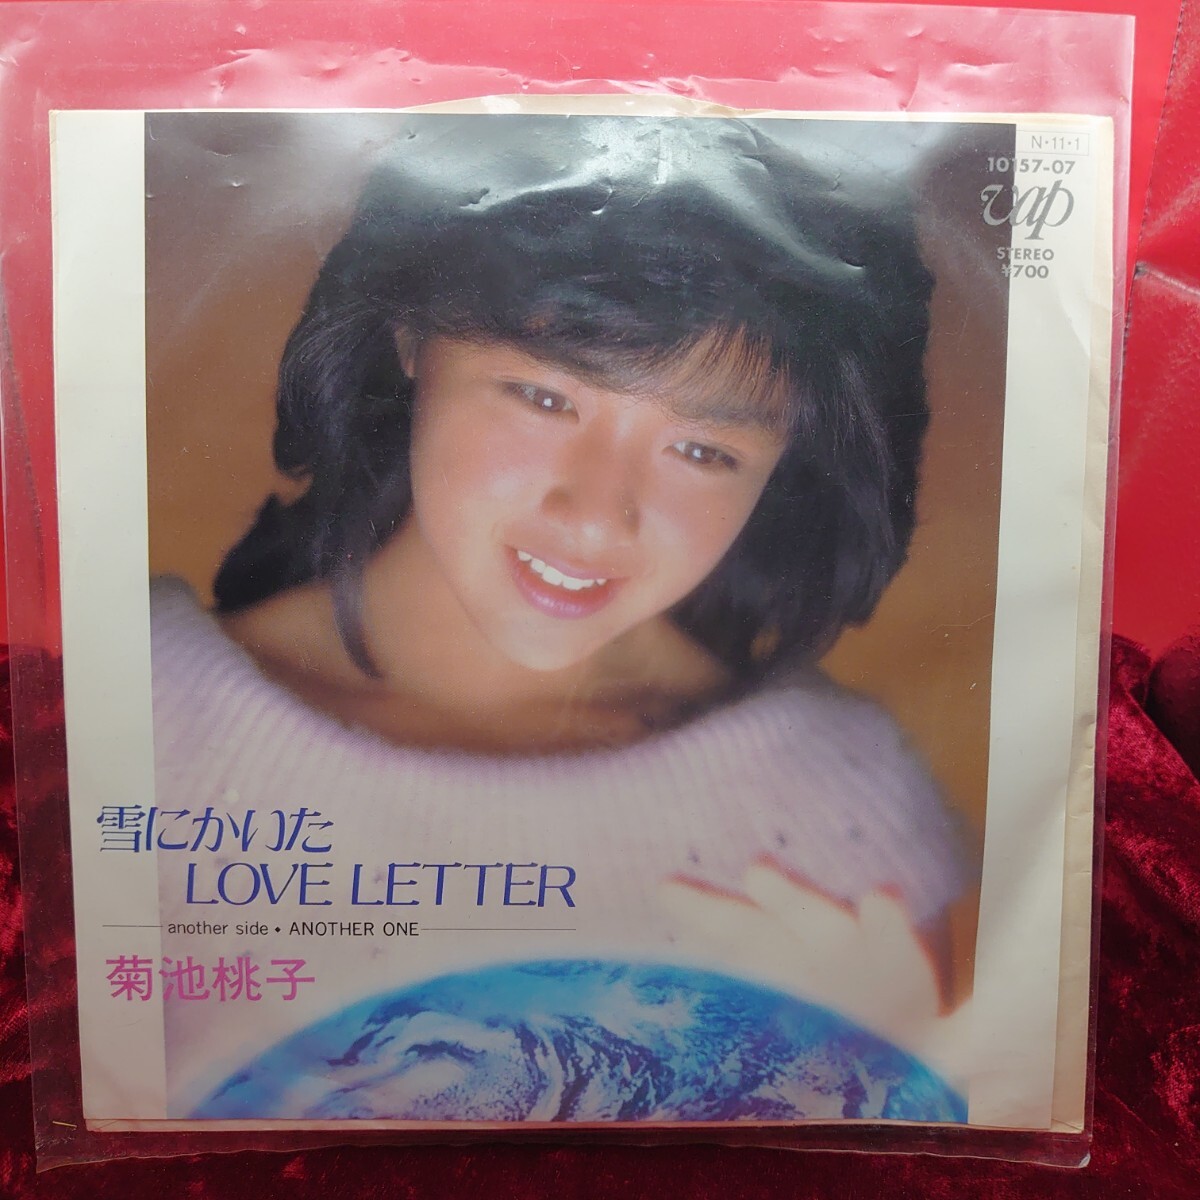 N・11・1
10157-07
vap
STEREO
¥700
雪にかいた
LOVE LETTER
another side ◆ ANOTHER ONE
菊池桃子